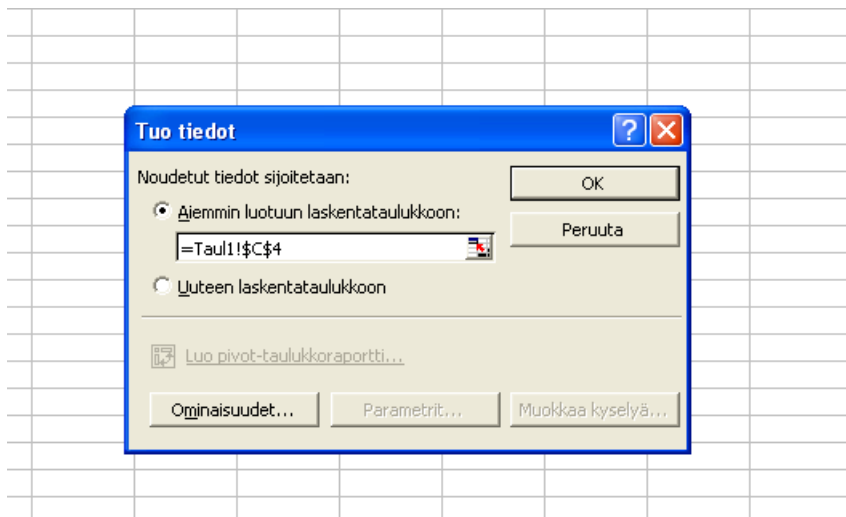 Tuo tiedot
Noudetut tiedot sijoitetaan:
Aiemmin luotuun laskentataulukkoon:
=Taul1!$C$4
Uuteen laskentataulukkoon
OK
Peruuta
Luo pivot-taulukkoraportti...
Ominaisuudet...
Parametrit...
Muokkaa kyselyä...